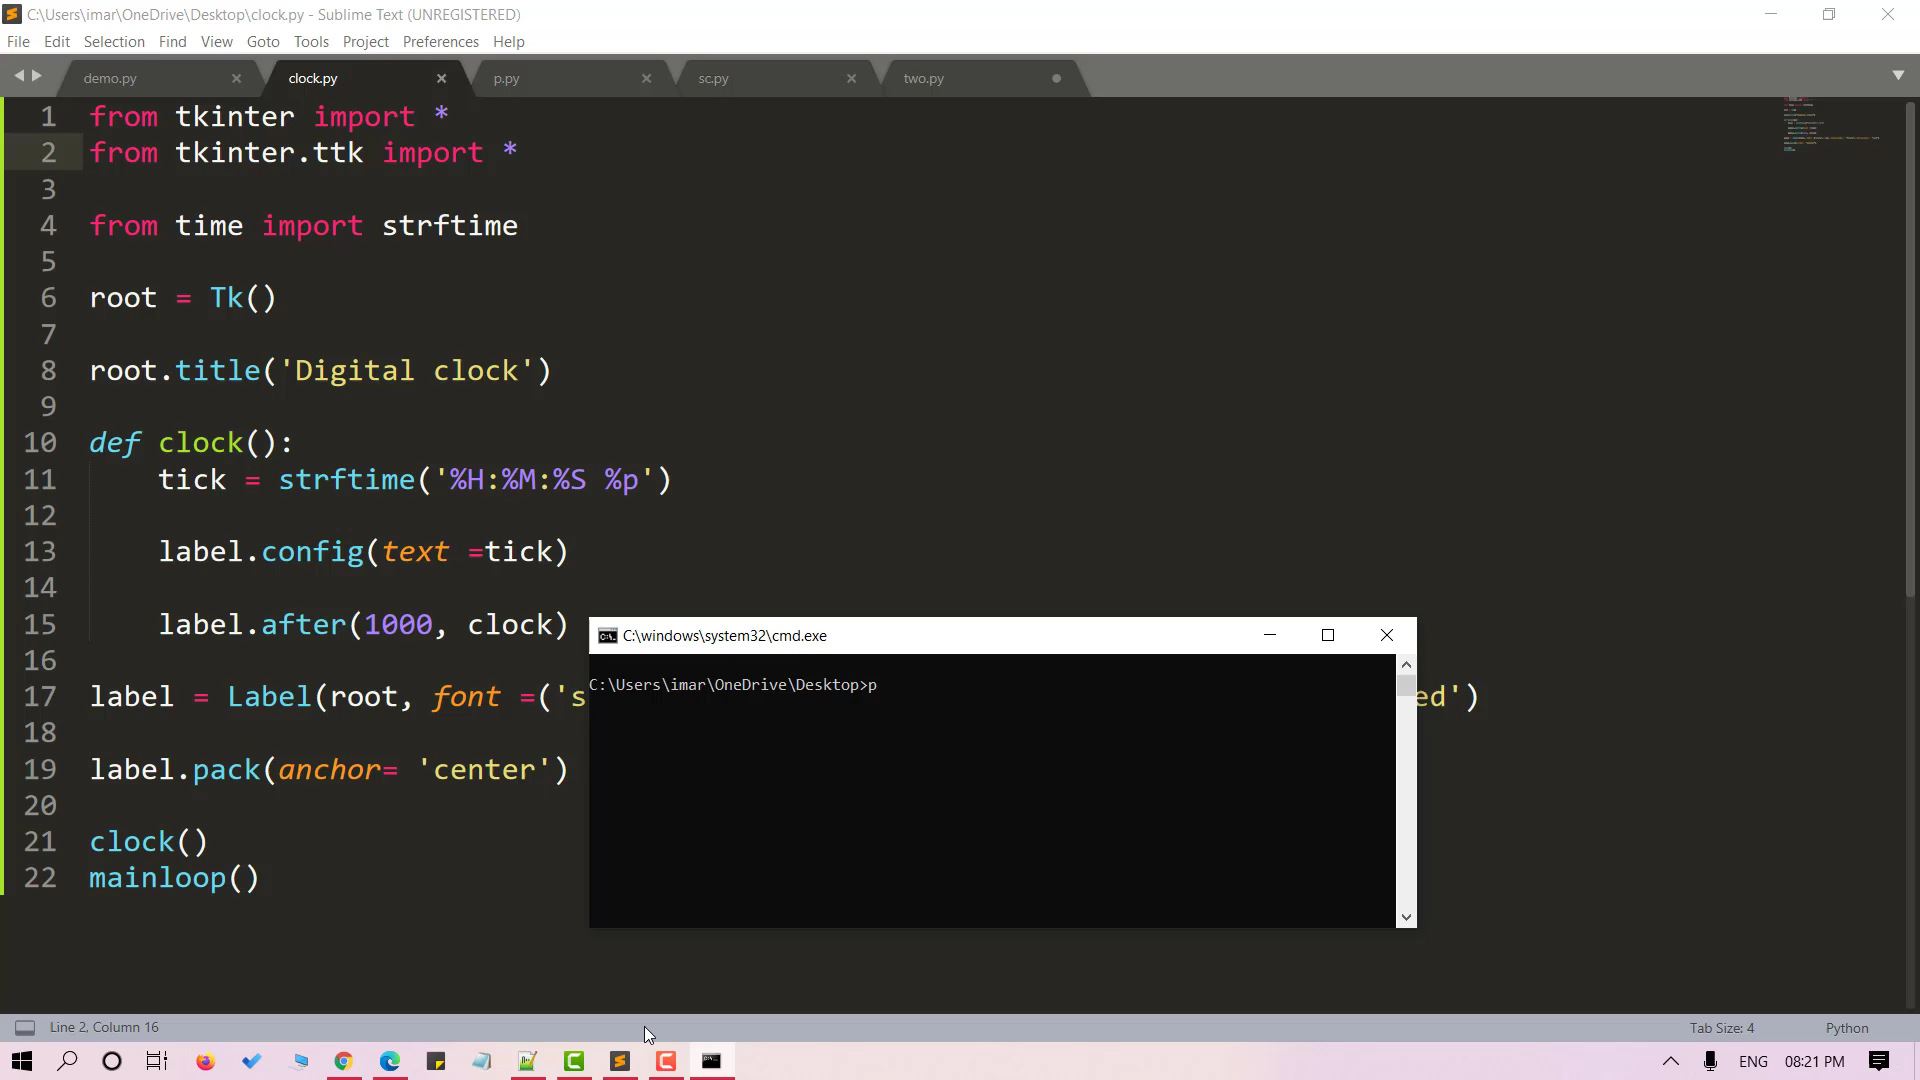 C:\Users\imar\OneDrive\Desktop\clock.py - Sublime Text (UNREGISTERED)
File Edit Selection Find View Goto Tools Project Preferences Help
demo.py clock.py p.py sc.py two.py
1 from tkinter import *
2 from tkinter.ttk import *
3
4 from time import strftime
5
6 root = Tk()
7
8 root.title('Digital clock')
9
10 def clock():
11 tick = strftime('%H:%M:%S %p')
12
13 label.config(text =tick)
14
15 label.after(1000, clock)
16
17 label = Label(root, font =('s ed')
18
19 label.pack(anchor= 'center')
20
21 clock()
22 mainloop()
C:\windows\system32\cmd.exe
C:\Users\imar\OneDrive\Desktop>p
Line 2, Column 16 Tab Size: 4 Python
ENG 08:21 PM